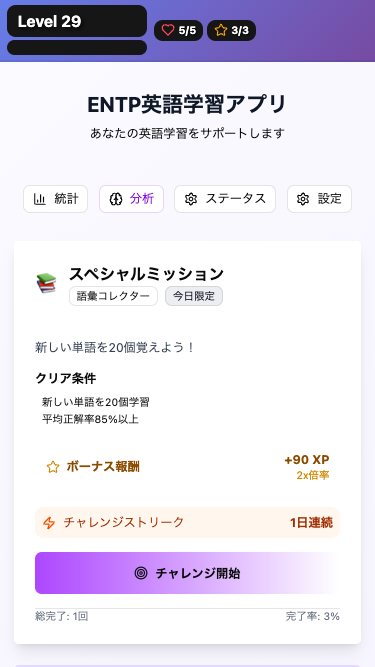 Level 29
5/5
3/3
ENTP英語学習アプリ
あなたの英語学習をサポートします
統計
分析
ステータス
設定
スペシャルミッション
語彙コレクター
今日限定
新しい単語を20個覚えよう！
クリア条件
新しい単語を20個学習
平均正解率85%以上
ボーナス報酬
+90 XP
2x倍率
チャレンジストリーク
1日連続
チャレンジ開始
総完了: 1回
完了率: 3%